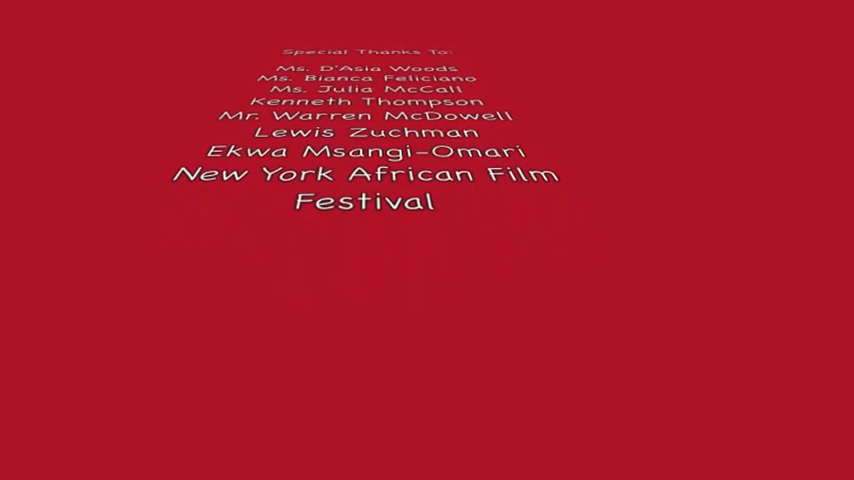 Special Thanks To:
Ms. D'Asia Woods
Ms. Bianca Feliciano
Ms. Julia McCall
Kenneth Thompson
Mr. Warren McDowell
Lewis Zuchman
Ekwa Msangi-Omari
New York African Film
Festival